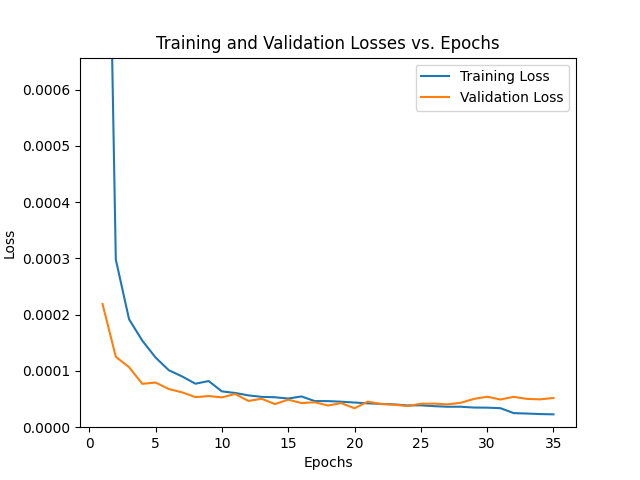 Training and Validation Losses vs. Epochs
Training Loss
Validation Loss
0.0006
0.0005
0.0004
0.0003
0.0002
0.0001
0.0000
Loss
0 5 10 15 20 25 30 35
Epochs